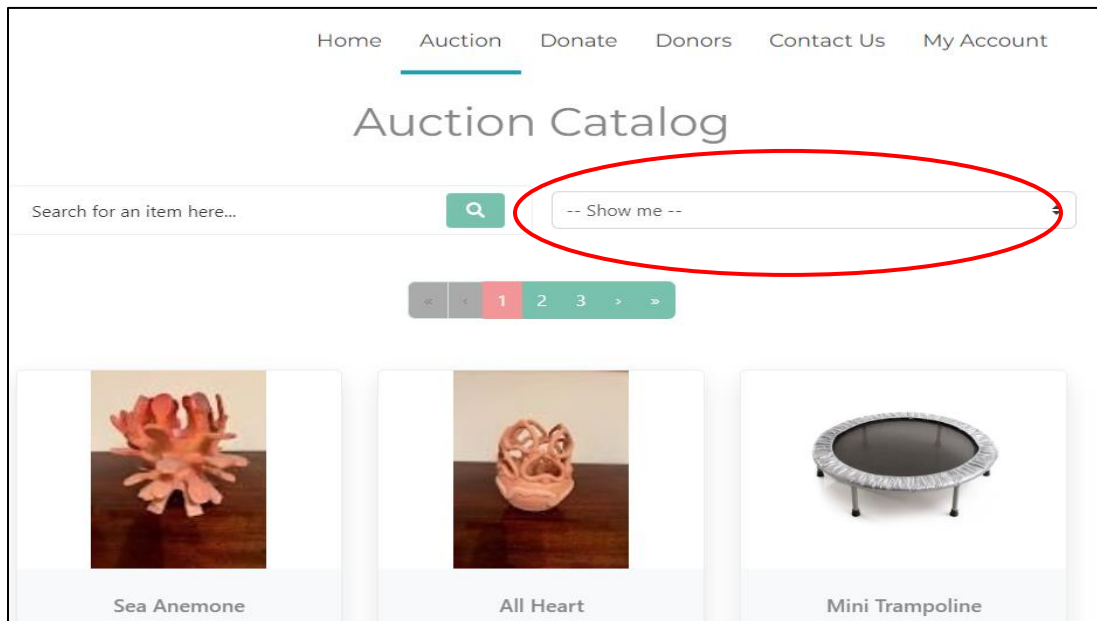 Home Auction Donate Donors Contact Us My Account
Auction Catalog
Search for an item here...
-- Show me --
« ‹ 1 2 3 › »
Sea Anemone
All Heart
Mini Trampoline